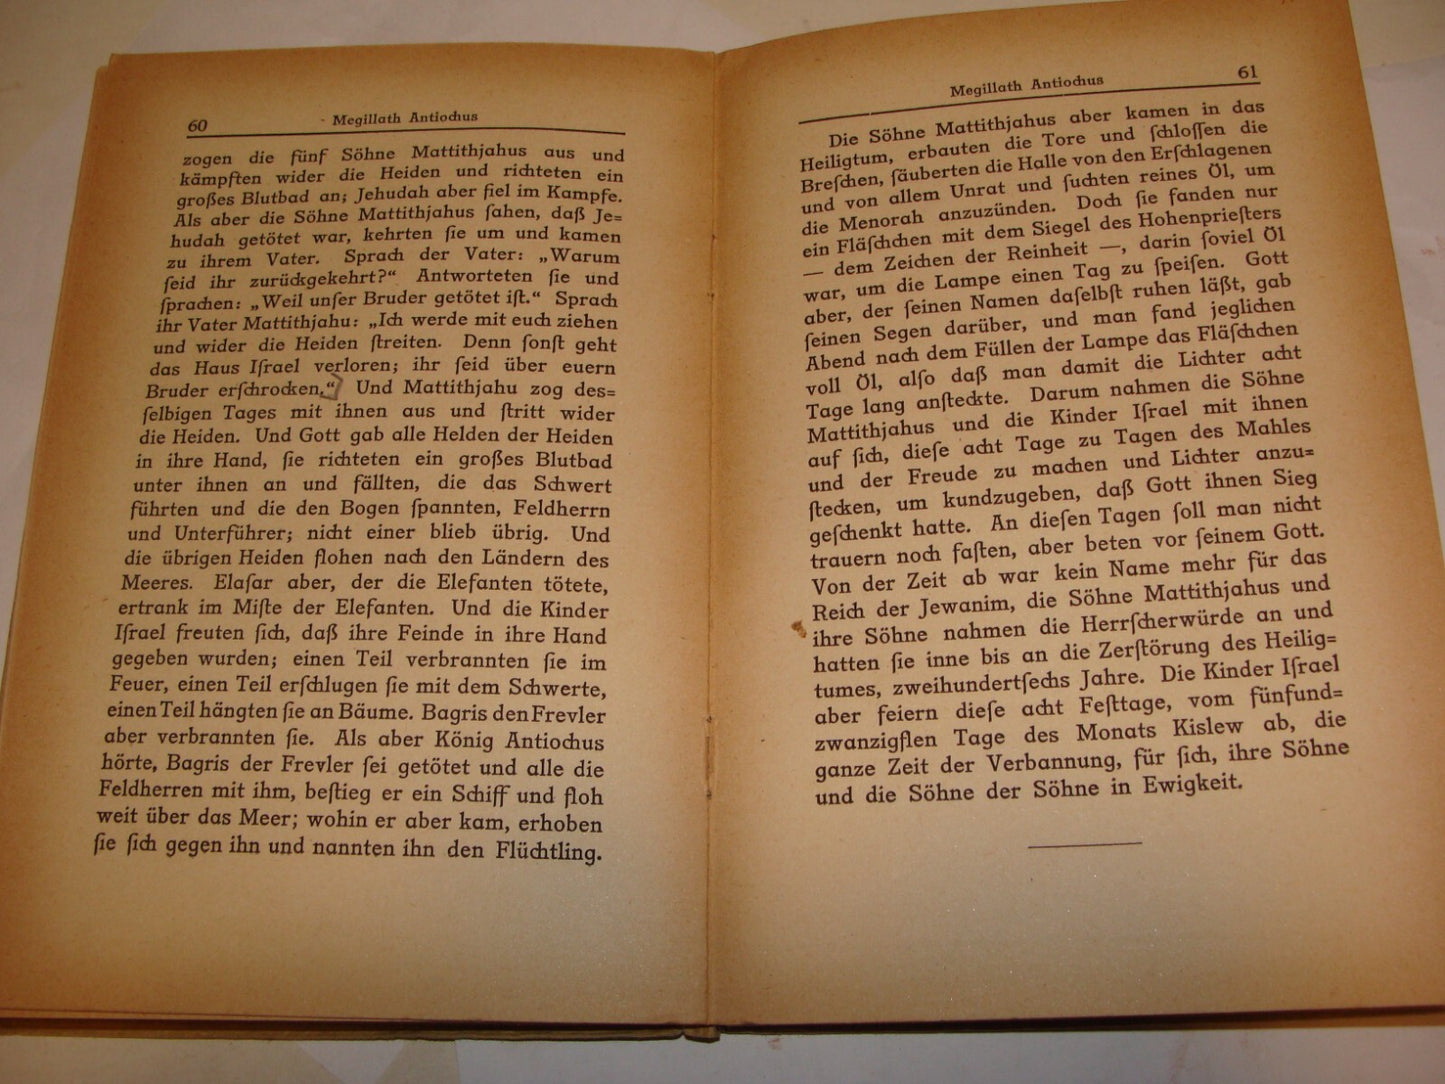 60
Megillath Antiochus
zogen die fünf Söhne Mattithjahus aus und
kämpften wider die Heiden und richteten ein
großes Blutbad an; Jehudah aber fiel im Kampfe.
Als aber die Söhne Mattithjahus ſahen, daß Je=
hudah getötet war, kehrten ſie um und kamen
zu ihrem Vater. Sprach der Vater: „Warum
ſeid ihr zurückgekehrt?“ Antworteten ſie und
ſprachen: „Weil unſer Bruder getötet iſt.“ Sprach
ihr Vater Mattithjahu: „Ich werde mit euch ziehen
und wider die Heiden ſtreiten. Denn ſonſt geht
das Haus Iſrael verloren; ihr ſeid über euern
Bruder erſchrocken.“ Und Mattithjahu zog des=
ſelbigen Tages mit ihnen aus und ſtritt wider
die Heiden. Und Gott gab alle Helden der Heiden
in ihre Hand, ſie richteten ein großes Blutbad
unter ihnen an und fällten, die das Schwert
führten und die den Bogen ſpannten, Feldherrn
und Unterführer; nicht einer blieb übrig. Und
die übrigen Heiden flohen nach den Ländern des
Meeres. Elaſar aber, der die Elefanten tötete,
ertrank im Miſte der Elefanten. Und die Kinder
Iſrael freuten ſich, daß ihre Feinde in ihre Hand
gegeben wurden; einen Teil verbrannten ſie im
Feuer, einen Teil erſchlugen ſie mit dem Schwerte,
einen Teil hängten ſie an Bäume. Bagris den Frevler
aber verbrannten ſie. Als aber König Antiochus
hörte, Bagris der Frevler ſei getötet und alle die
Feldherren mit ihm, beſtieg er ein Schiff und floh
weit über das Meer; wohin er aber kam, erhoben
ſie ſich gegen ihn und nannten ihn den Flüchtling.
Megillath Antiochus
61
Die Söhne Mattithjahus aber kamen in das
Heiligtum, erbauten die Tore und ſchloſſen die
Breſchen, ſäuberten die Halle von den Erſchlagenen
und von allem Unrat und ſuchten reines Öl, um
die Menorah anzuzünden. Doch ſie fanden nur
ein Fläſchchen mit dem Siegel des Hohenprieſters
— dem Zeichen der Reinheit —, darin ſoviel Öl
war, um die Lampe einen Tag zu ſpeiſen. Gott
aber, der ſeinen Namen daſelbſt ruhen läßt, gab
ſeinen Segen darüber, und man fand jeglichen
Abend nach dem Füllen der Lampe das Fläſchchen
voll Öl, alſo daß man damit die Lichter acht
Tage lang anſteckte. Darum nahmen die Söhne
Mattithjahus und die Kinder Iſrael mit ihnen
auf ſich, dieſe acht Tage zu Tagen des Mahles
und der Freude zu machen und Lichter anzu=
ſtecken, um kundzugeben, daß Gott ihnen Sieg
geſchenkt hatte. An dieſen Tagen ſoll man nicht
trauern noch faſten, aber beten vor ſeinem Gott.
Von der Zeit ab war kein Name mehr für das
Reich der Jewanim, die Söhne Mattithjahus und
ihre Söhne nahmen die Herrſcherwürde an und
hatten ſie inne bis an die Zerſtörung des Heilig=
tumes, zweihundertſechs Jahre. Die Kinder Iſrael
aber feiern dieſe acht Feſttage, vom fünfund=
zwanzigſten Tage des Monats Kislew ab, die
ganze Zeit der Verbannung, für ſich, ihre Söhne
und die Söhne der Söhne in Ewigkeit.